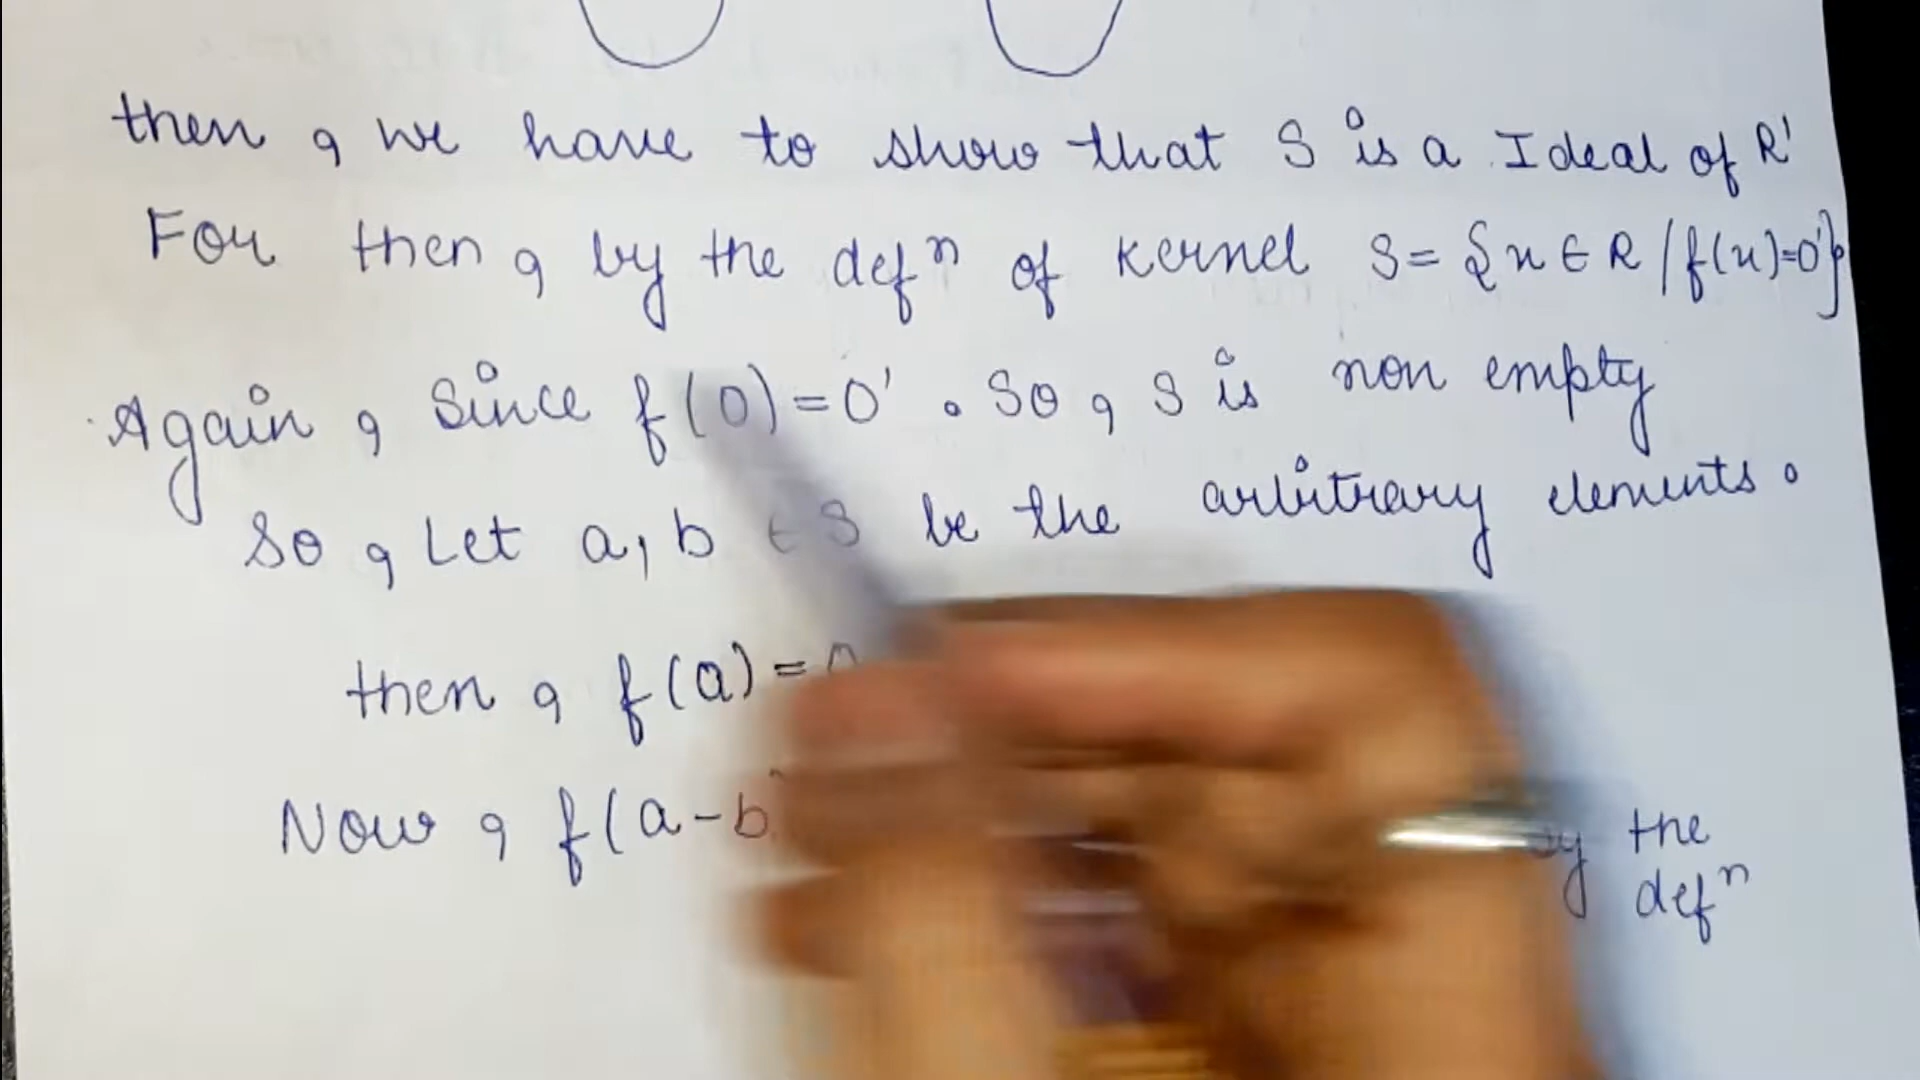 then , we have to show that S is a Ideal of R'
For then , by the defⁿ of kernel S = {x ∈ R / f(x)=0'}
Again , Since f(0)=0' . So , S is non empty
So , Let a, b ∈ S be the arbitrary elements .
then , f(a)=
Now , f(a-b) by the
defⁿ